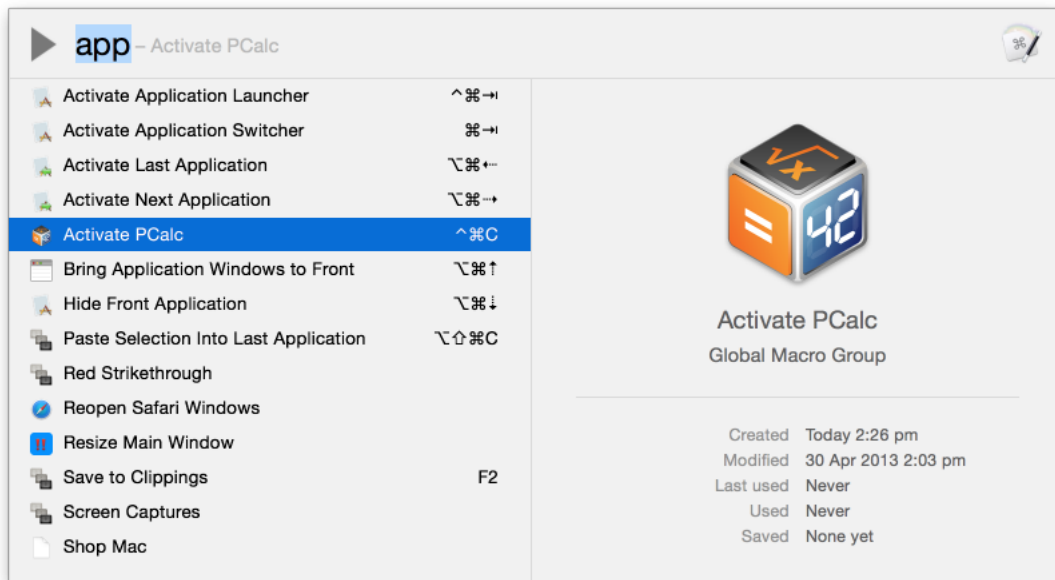 app – Activate PCalc
Activate Application Launcher ^⌘⇥
Activate Application Switcher ⌘⇥
Activate Last Application ⌥⌘⇠
Activate Next Application ⌥⌘⇢
Activate PCalc ^⌘C
Bring Application Windows to Front ⌥⌘↑
Hide Front Application ⌥⌘⇣
Paste Selection Into Last Application ⌥⇧⌘C
Red Strikethrough
Reopen Safari Windows
Resize Main Window
Save to Clippings F2
Screen Captures
Shop Mac
√x
= 42
Activate PCalc
Global Macro Group
Created Today 2:26 pm
Modified 30 Apr 2013 2:03 pm
Last used Never
Used Never
Saved None yet